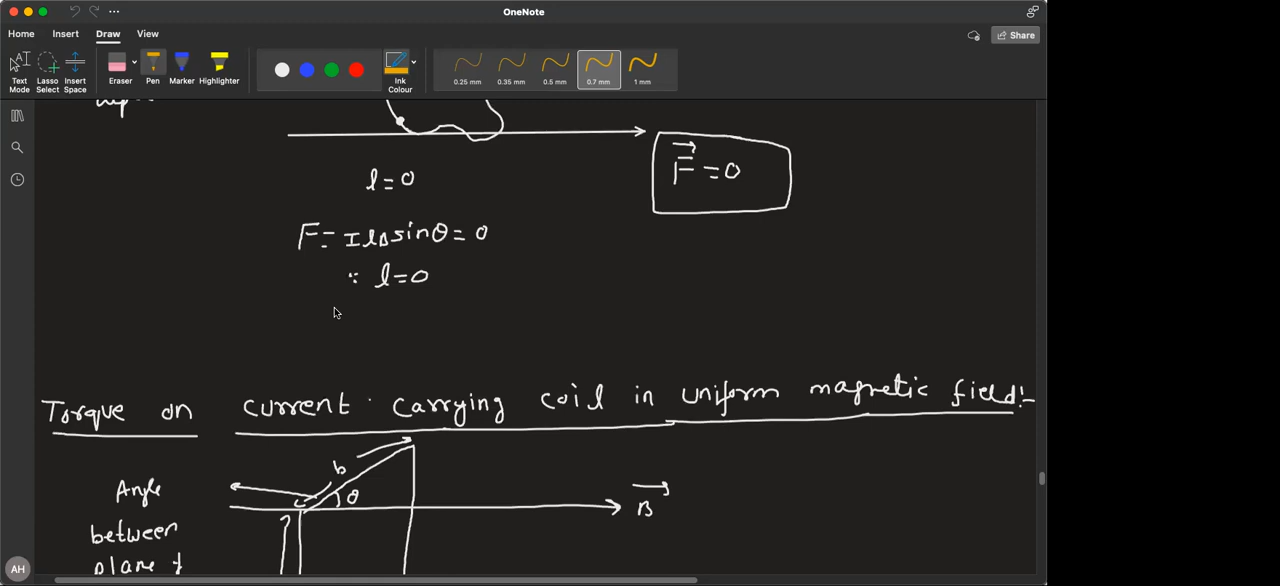 OneNote
Home Insert Draw View
Share
Text Mode
Lasso Select
Insert Space
Eraser
Pen
Marker
Highlighter
Ink Colour
0.25 mm
0.35 mm
0.5 mm
0.7 mm
1 mm
F = 0
l = 0
F = IlBsinθ = 0
∵ l = 0
Torque on current carrying coil in uniform magnetic field:-
b
θ
B
Angle
between
plane &
AH